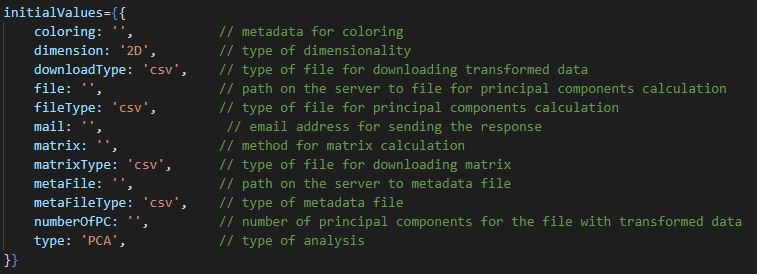 initialValues={{
coloring: '', // metadata for coloring
dimension: '2D', // type of dimensionality
downloadType: 'csv', // type of file for downloading transformed data
file: '', // path on the server to file for principal components calculation
fileType: 'csv', // type of file for principal components calculation
mail: '', // email address for sending the response
matrix: '', // method for matrix calculation
matrixType: 'csv', // type of file for downloading matrix
metaFile: '', // path on the server to metadata file
metaFileType: 'csv', // type of metadata file
numberOfPC: '', // number of principal components for the file with transformed data
type: 'PCA', // type of analysis
}}